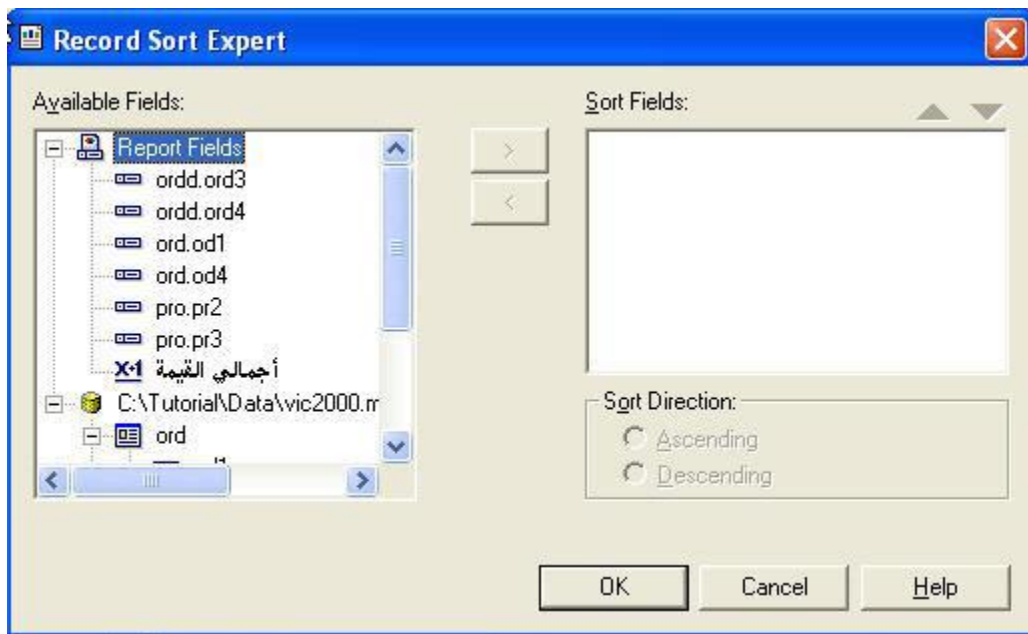 Record Sort Expert
Available Fields:
Report Fields
ordd.ord3
ordd.ord4
ord.od1
ord.od4
pro.pr2
pro.pr3
X+1 أجمالي القيمة
C:\Tutorial\Data\vic2000.m
ord
>
<
Sort Fields:
Sort Direction:
Ascending
Descending
OK
Cancel
Help